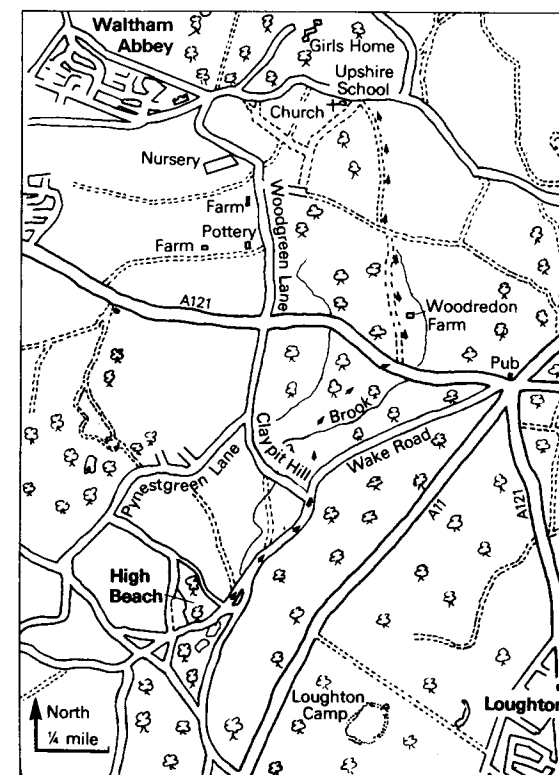 Waltham
Abbey
Girls Home
Upshire
School
Church
Nursery
Woodgreen Lane
Farm
Pottery
Farm
A121
Woodredon
Farm
Pub
Brook
Claypit Hill
Wake Road
Pynestgreen Lane
A11
A121
High
Beach
Loughton
Camp
Loughton
North
¼ mile